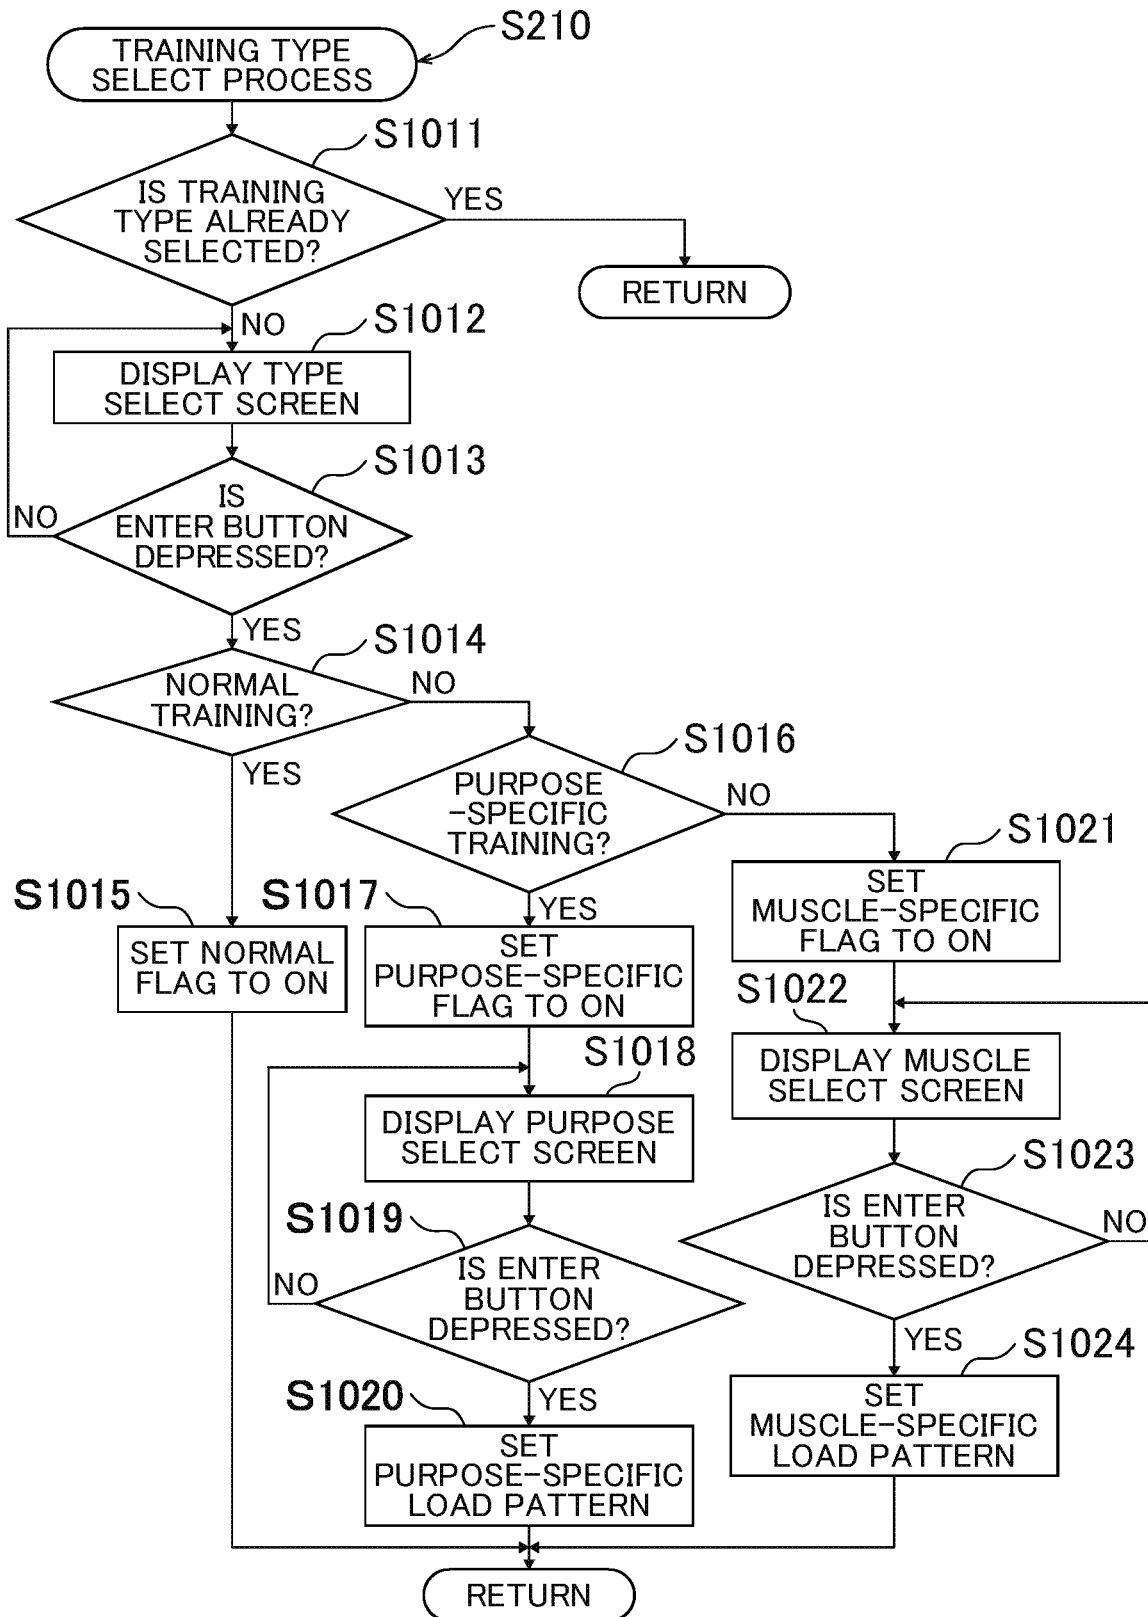 S210
TRAINING TYPE
SELECT PROCESS
S1011
IS TRAINING
TYPE ALREADY
SELECTED?
YES
RETURN
NO
S1012
DISPLAY TYPE
SELECT SCREEN
S1013
IS
ENTER BUTTON
DEPRESSED?
NO
YES
S1014
NORMAL
TRAINING?
NO
YES
S1016
PURPOSE
-SPECIFIC
TRAINING?
NO
YES
S1015
SET NORMAL
FLAG TO ON
S1017
SET
PURPOSE-SPECIFIC
FLAG TO ON
S1021
SET
MUSCLE-SPECIFIC
FLAG TO ON
S1018
DISPLAY PURPOSE
SELECT SCREEN
S1022
DISPLAY MUSCLE
SELECT SCREEN
S1019
IS ENTER
BUTTON
DEPRESSED?
NO
YES
S1023
IS ENTER
BUTTON
DEPRESSED?
NO
YES
S1020
SET
PURPOSE-SPECIFIC
LOAD PATTERN
S1024
SET
MUSCLE-SPECIFIC
LOAD PATTERN
RETURN